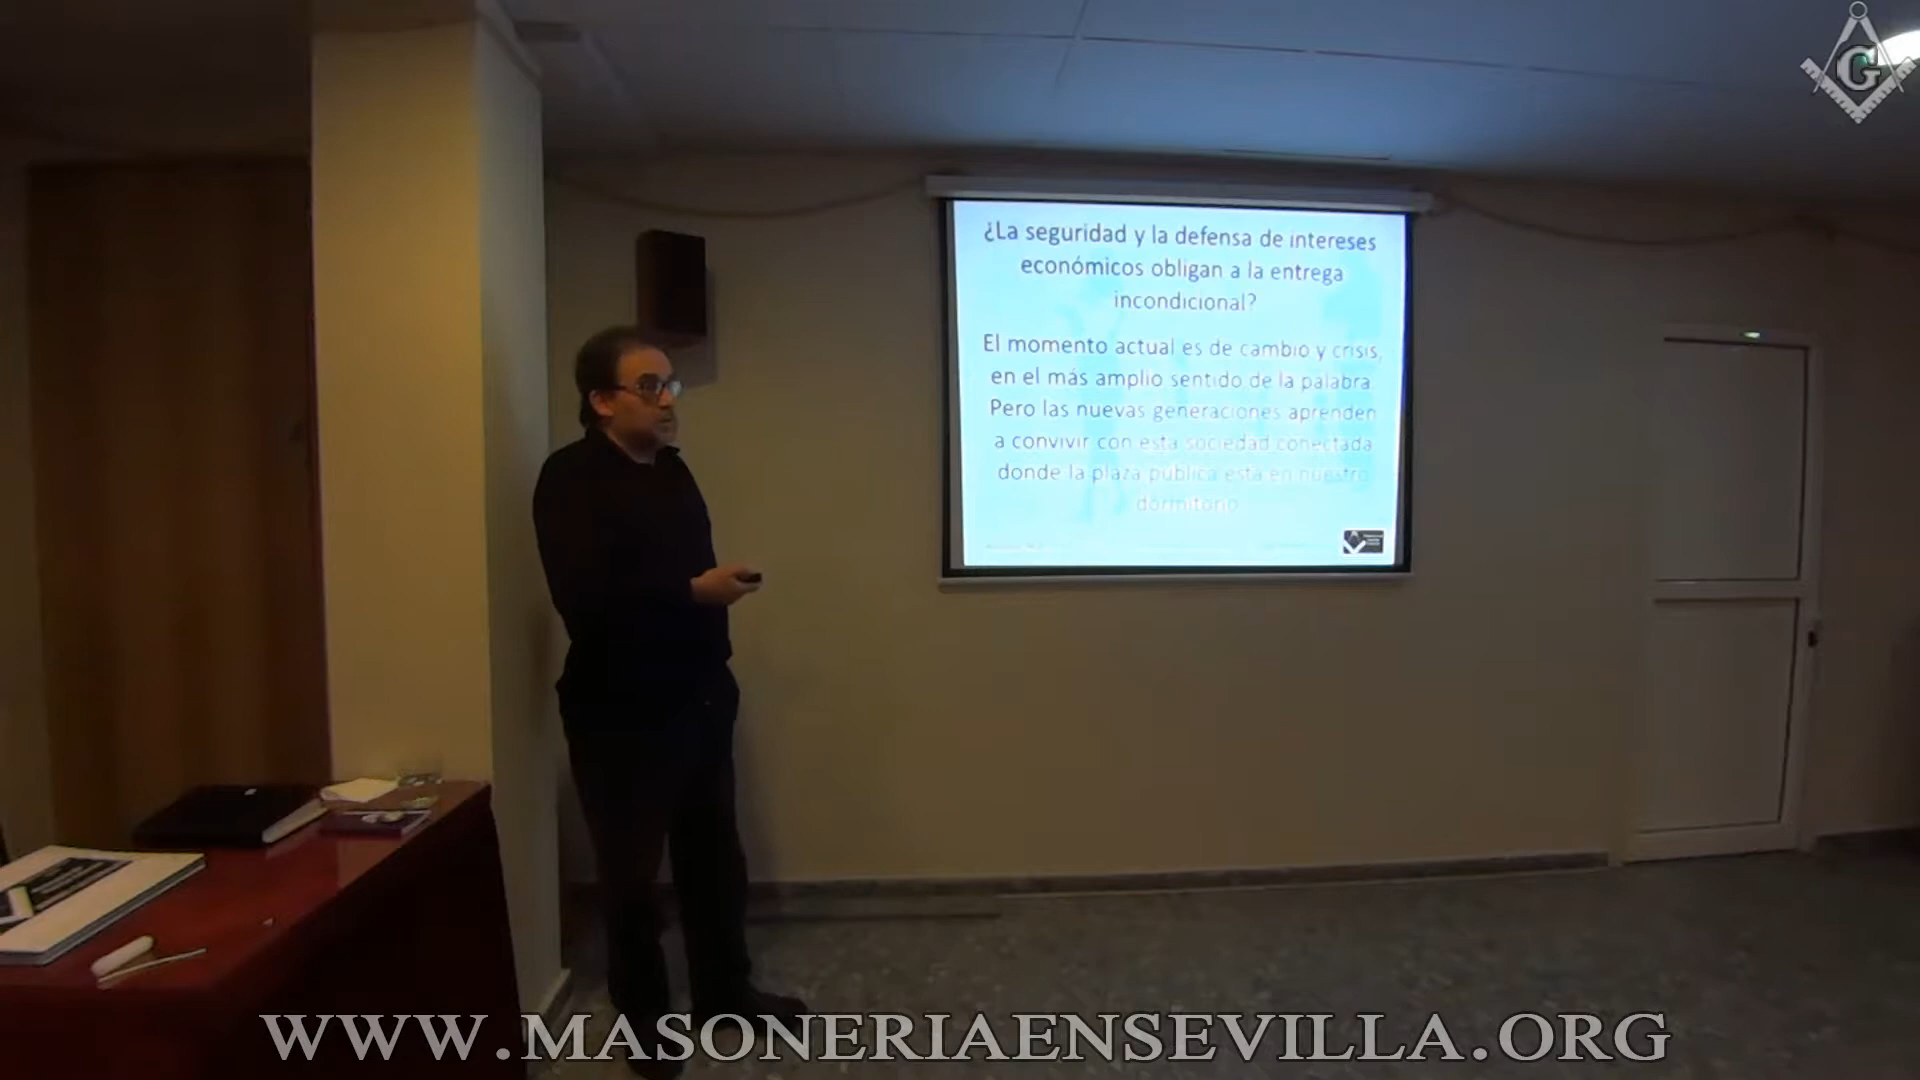 G
¿La seguridad y la defensa de intereses
económicos obligan a la entrega
incondicional?
El momento actual es de cambio y crisis,
en el más amplio sentido de la palabra.
Pero las nuevas generaciones aprenden
a convivir con esta sociedad conectada
donde la plaza pública está en nuestro
dormitorio
WWW.MASONERIAENSEVILLA.ORG